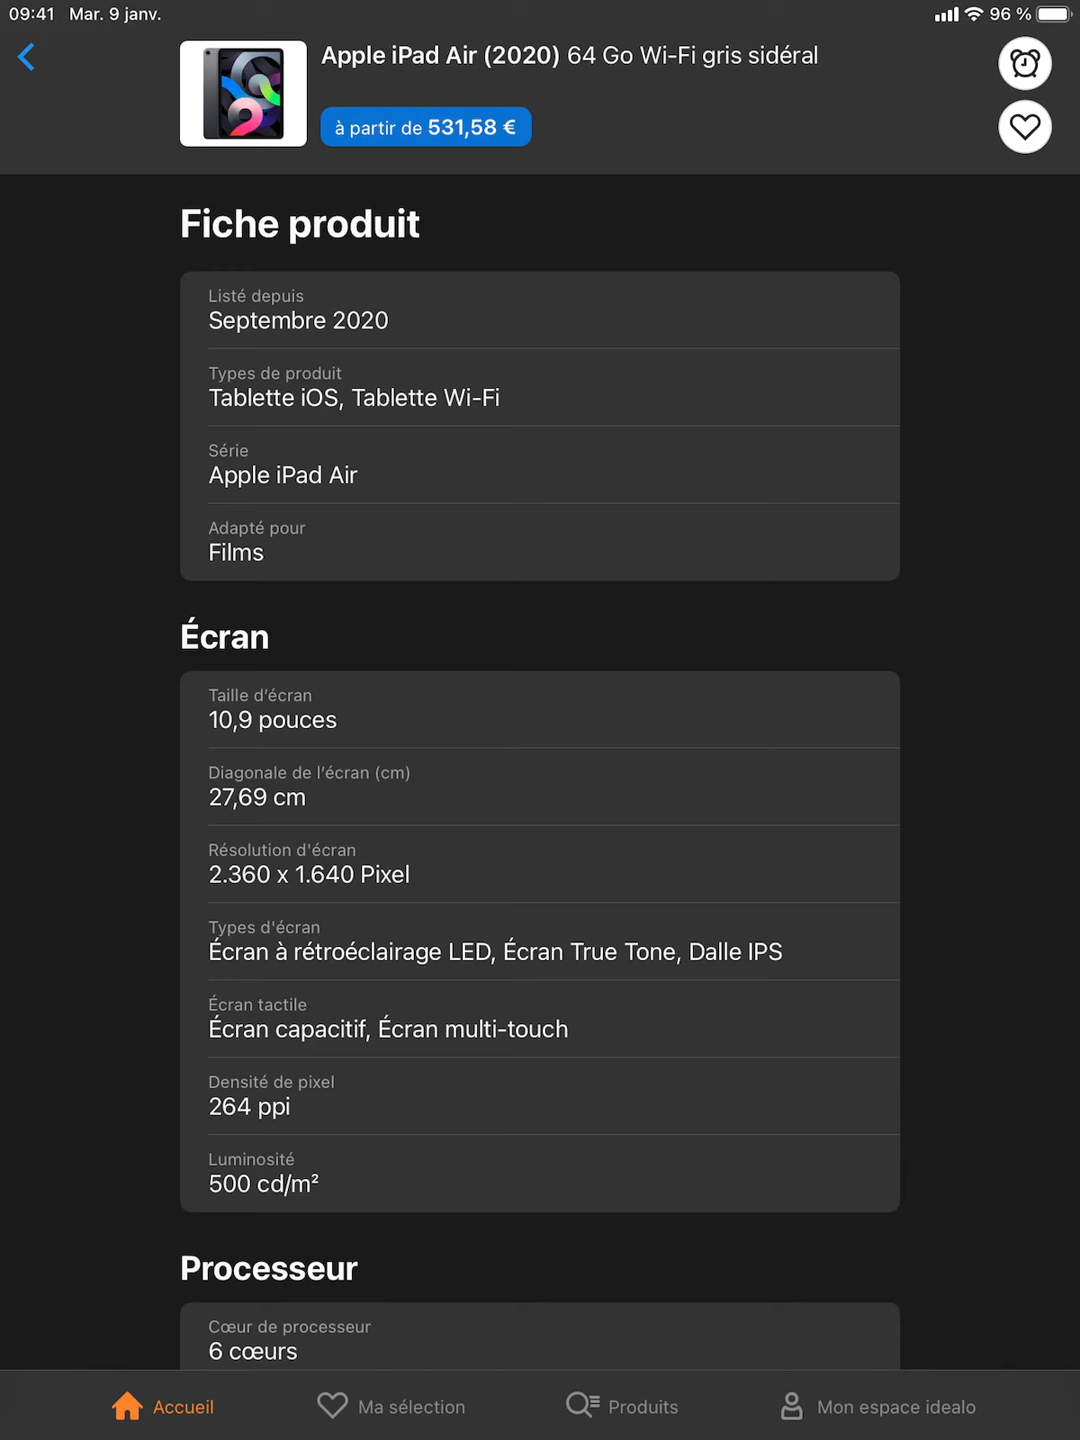 09:41 Mar. 9 janv.
96 %
Apple iPad Air (2020) 64 Go Wi-Fi gris sidéral
à partir de 531,58 €
Fiche produit
Listé depuis
Septembre 2020
Types de produit
Tablette iOS, Tablette Wi-Fi
Série
Apple iPad Air
Adapté pour
Films
Écran
Taille d’écran
10,9 pouces
Diagonale de l’écran (cm)
27,69 cm
Résolution d'écran
2.360 x 1.640 Pixel
Types d'écran
Écran à rétroéclairage LED, Écran True Tone, Dalle IPS
Écran tactile
Écran capacitif, Écran multi-touch
Densité de pixel
264 ppi
Luminosité
500 cd/m²
Processeur
Cœur de processeur
6 cœurs
Accueil
Ma sélection
Produits
Mon espace idealo